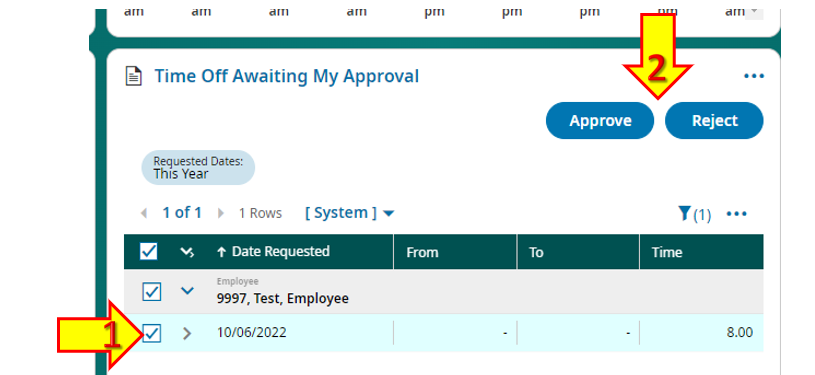 am am am am pm pm pm pm am
Time Off Awaiting My Approval
2
Approve Reject
Requested Dates:
This Year
1 of 1 1 Rows [ System ] (1)
Date Requested From To Time
Employee
9997, Test, Employee
1 10/06/2022 - - 8.00